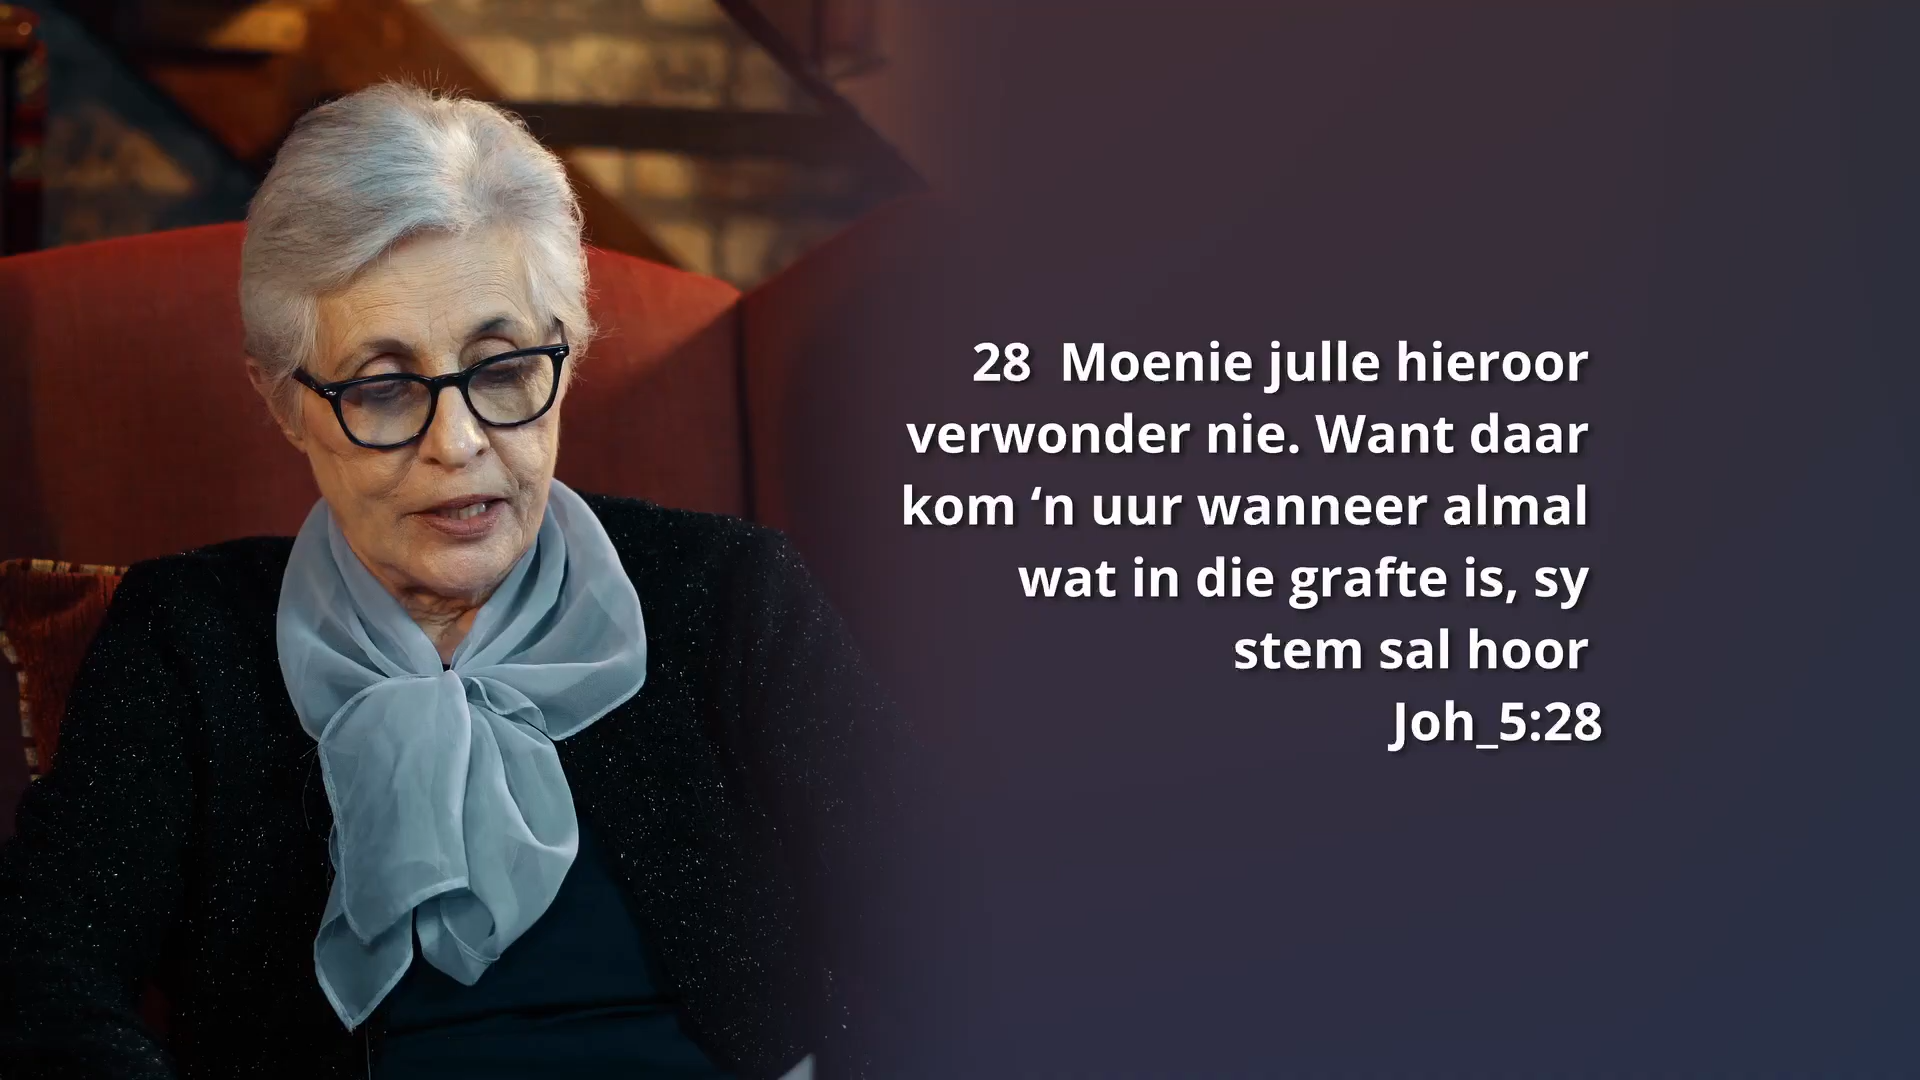 28  Moenie julle hieroor
verwonder nie. Want daar
kom ‘n uur wanneer almal
wat in die grafte is, sy
stem sal hoor
Joh_5:28